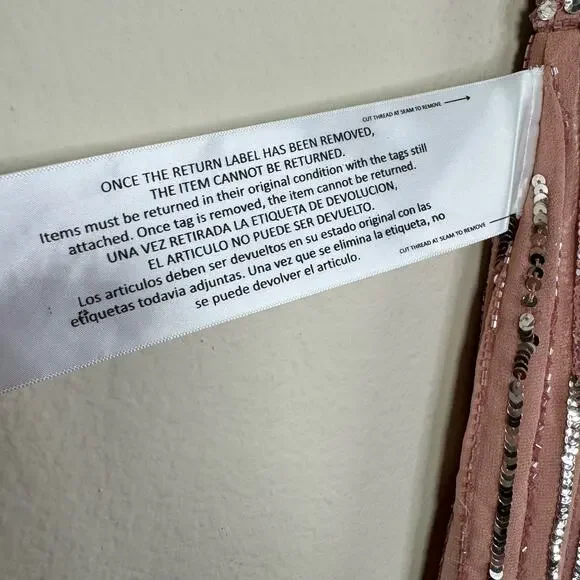 CUT THREAD AT SEAM TO REMOVE
ONCE THE RETURN LABEL HAS BEEN REMOVED,
THE ITEM CANNOT BE RETURNED.
Items must be returned in their original condition with the tags still
attached. Once tag is removed, the item cannot be returned.
UNA VEZ RETIRADA LA ETIQUETA DE DEVOLUCION,
EL ARTICULO NO PUEDE SER DEVUELTO.
Los articulos deben ser devueltos en su estado original con las
etiquetas todavia adjuntas. Una vez que se elimina la etiqueta, no
se puede devolver el articulo.
CUT THREAD AT SEAM TO REMOVE